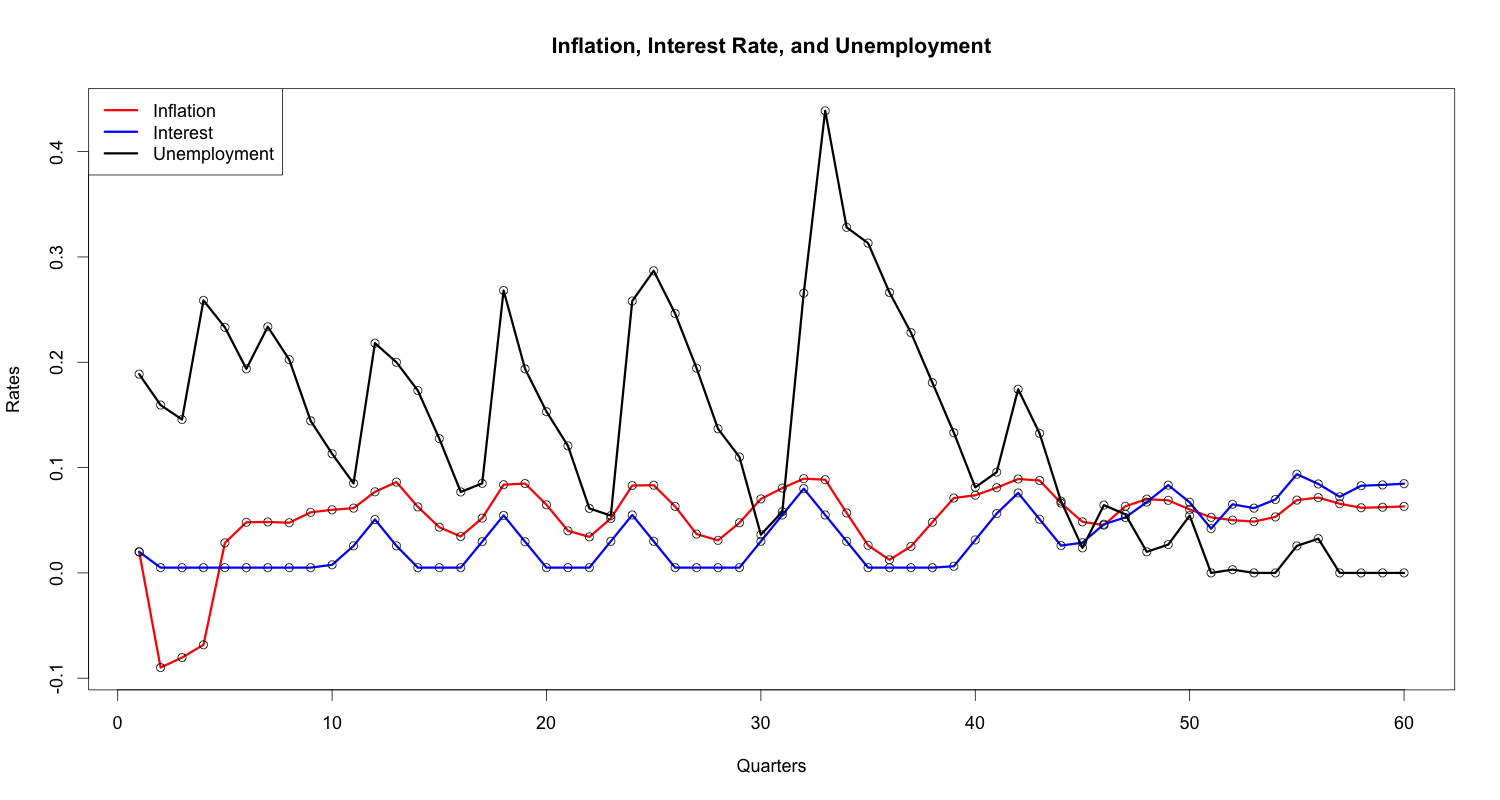 Inflation, Interest Rate, and Unemployment
Inflation
Interest
Unemployment
0.4
0.3
0.2
0.1
0.0
-0.1
Rates
0 10 20 30 40 50 60
Quarters